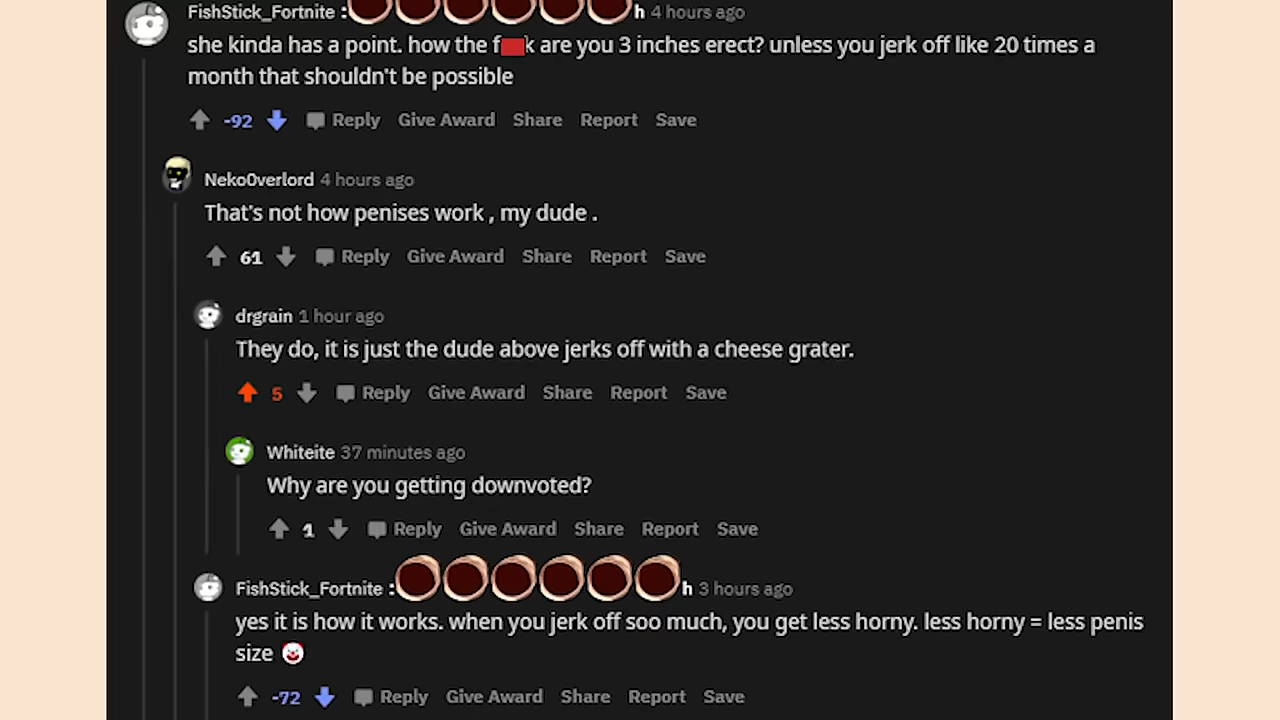 FishStick_Fortnite : h 4 hours ago
she kinda has a point. how the f k are you 3 inches erect? unless you jerk off like 20 times a
month that shouldn't be possible
-92 Reply Give Award Share Report Save
Neko0verlord 4 hours ago
That's not how penises work , my dude .
61 Reply Give Award Share Report Save
drgrain 1 hour ago
They do, it is just the dude above jerks off with a cheese grater.
5 Reply Give Award Share Report Save
Whiteite 37 minutes ago
Why are you getting downvoted?
1 Reply Give Award Share Report Save
FishStick_Fortnite : h 3 hours ago
yes it is how it works. when you jerk off soo much, you get less horny. less horny = less penis
size 🤡
-72 Reply Give Award Share Report Save